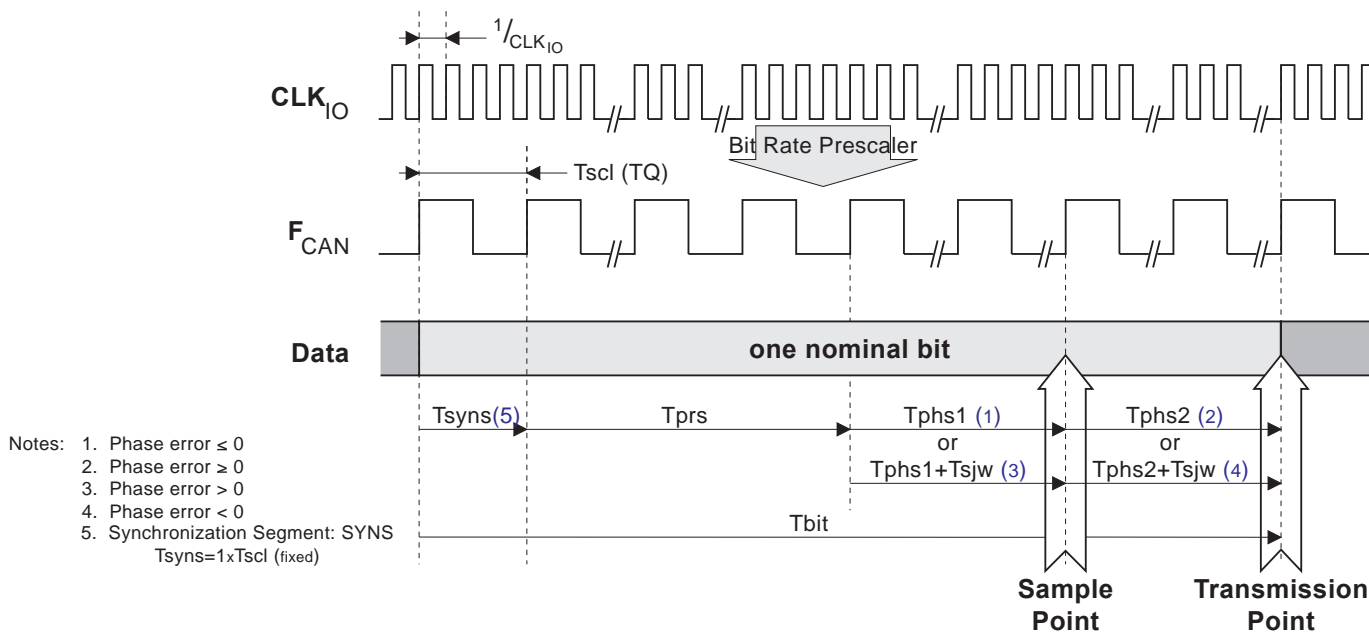 1/CLKIO
CLKIO
Bit Rate Prescaler
Tscl (TQ)
FCAN
Data
one nominal bit
Tsyns(5)
Tprs
Tphs1 (1)
Tphs2 (2)
or
or
Tphs1+Tsjw (3)
Tphs2+Tsjw (4)
Tbit
Notes: 1. Phase error ≤ 0
2. Phase error ≥ 0
3. Phase error > 0
4. Phase error < 0
5. Synchronization Segment: SYNS
Tsyns=1xTscl (fixed)
Sample
Point
Transmission
Point